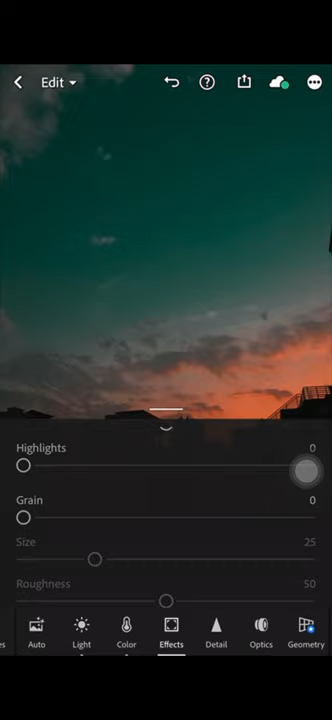 Edit
Highlights 0
Grain 0
Size 25
Roughness 50
Auto Light Color Effects Detail Optics Geometry